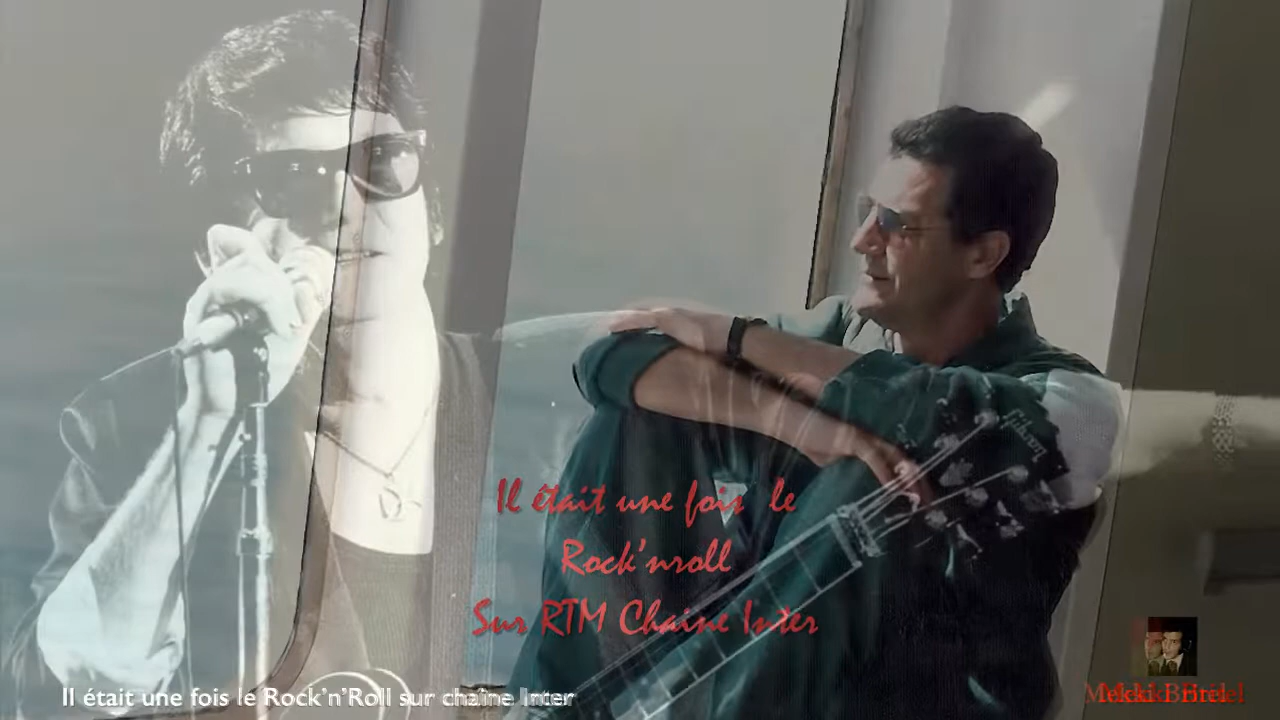 Il était une fois le
Rock'nroll
Sur RTM Chaine Inter
Il était une fois le Rock'n'Roll sur chaîne Inter